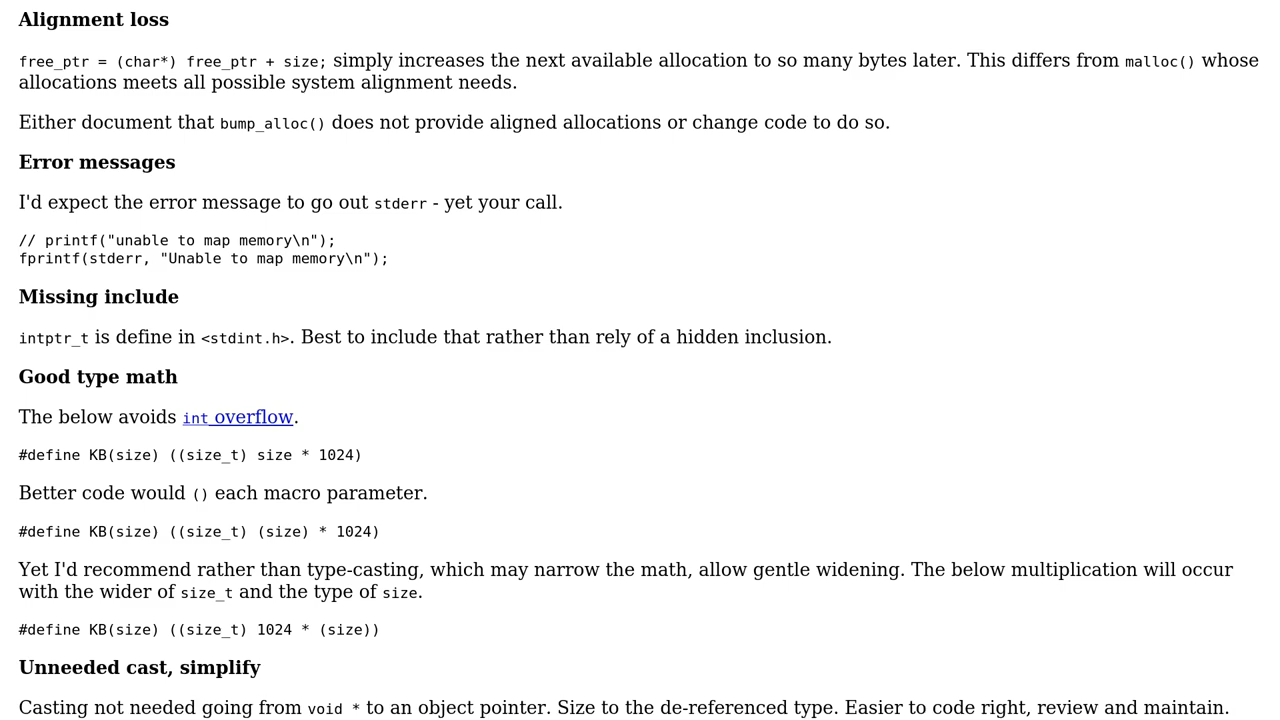 Alignment loss
free_ptr = (char*) free_ptr + size; simply increases the next available allocation to so many bytes later. This differs from malloc() whose
allocations meets all possible system alignment needs.
Either document that bump_alloc() does not provide aligned allocations or change code to do so.
Error messages
I'd expect the error message to go out stderr - yet your call.
// printf("unable to map memory\n");
fprintf(stderr, "Unable to map memory\n");
Missing include
intptr_t is define in <stdint.h>. Best to include that rather than rely of a hidden inclusion.
Good type math
The below avoids int overflow.
#define KB(size) ((size_t) size * 1024)
Better code would () each macro parameter.
#define KB(size) ((size_t) (size) * 1024)
Yet I'd recommend rather than type-casting, which may narrow the math, allow gentle widening. The below multiplication will occur
with the wider of size_t and the type of size.
#define KB(size) ((size_t) 1024 * (size))
Unneeded cast, simplify
Casting not needed going from void * to an object pointer. Size to the de-referenced type. Easier to code right, review and maintain.